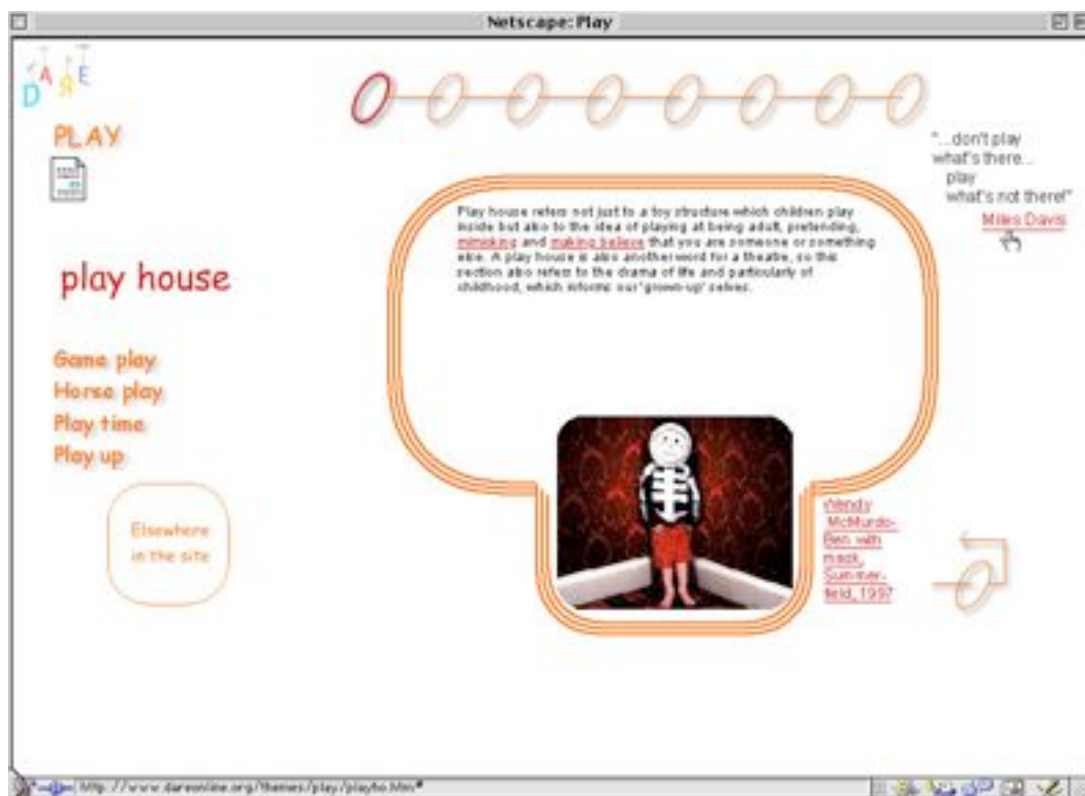 Netscape: Play
DARE
PLAY
"...don't play
what's there...
play
what's not there!"
Miles Davis
Play house refers not just to a toy structure which children play
inside but also to the idea of playing at being adult, pretending,
mimicking and making believe that you are someone or something
else. A play house is also another word for a theatre, so this
section also refers to the drama of life and particularly of
childhood, which informs our 'grown-up' selves.
play house
Game play
Horse play
Play time
Play up
Elsewhere
in the site
Wendy
McMurdo-
Ben with
mask,
Summer-
field, 1997
http://www.dareonline.org/themes/play/playho.htm#